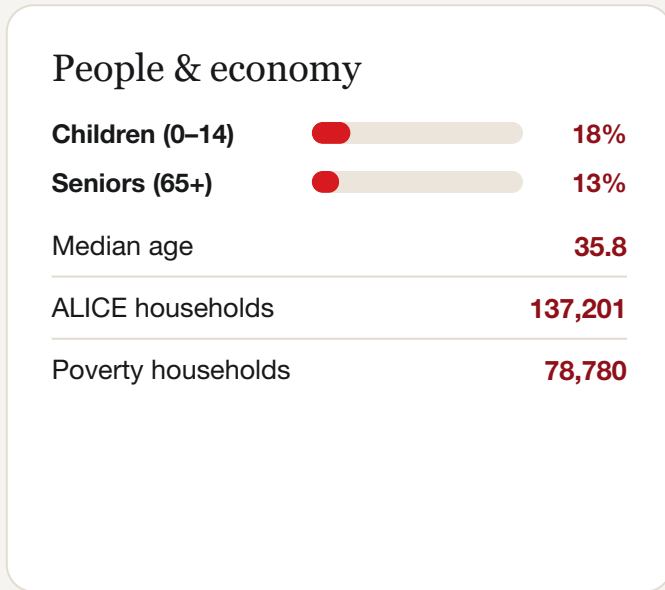 People & economy
Children (0–14) 18%
Seniors (65+) 13%
Median age 35.8
ALICE households 137,201
Poverty households 78,780